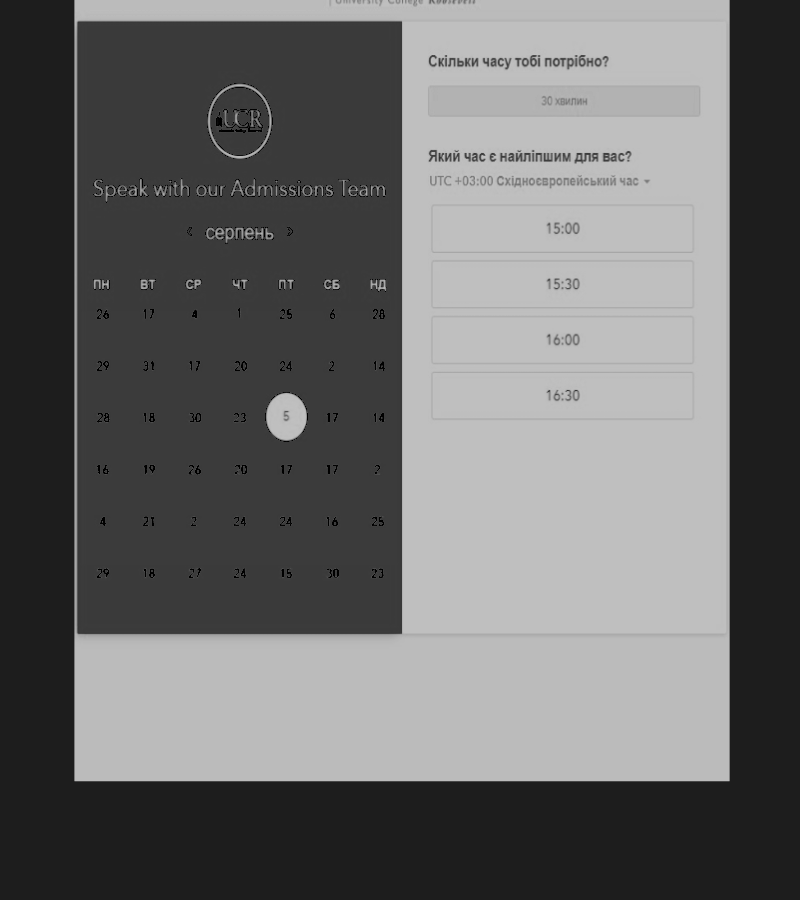 University College Roosevelt
UCR
Speak with our Admissions Team
< серпень >
ПН ВТ СР ЧТ ПТ СБ НД
26 17 4 1 25 6 28
29 31 17 20 24 2 14
28 18 30 23 5 17 14
16 19 26 20 17 17 2
4 21 2 24 24 16 25
29 18 27 24 15 30 23
Скільки часу тобі потрібно?
30 хвилин
Який час є найліпшим для вас?
UTC +03:00 Східноєвропейський час
15:00
15:30
16:00
16:30